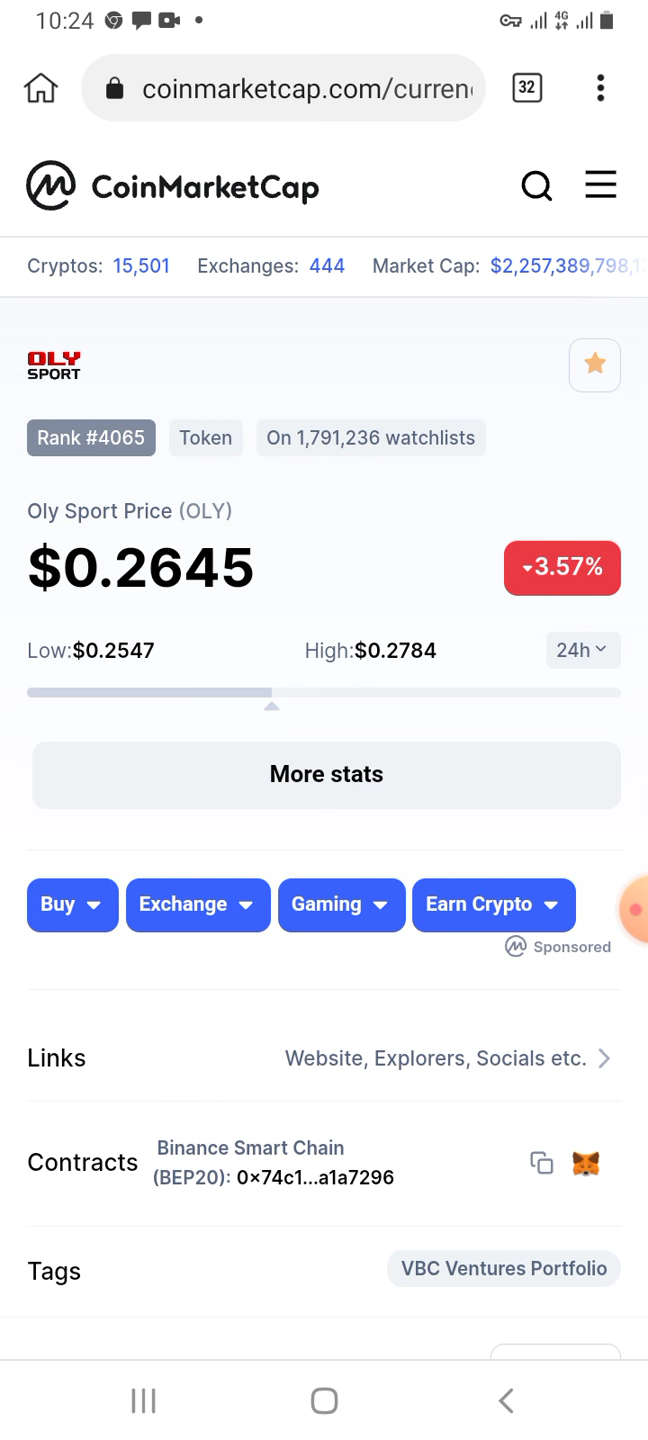 10:24
4G
coinmarketcap.com/curren
32
CoinMarketCap
Cryptos: 15,501 Exchanges: 444 Market Cap: $2,257,389,798,1
OLY
SPORT
Rank #4065 Token On 1,791,236 watchlists
Oly Sport Price (OLY)
$0.2645
3.57%
Low:$0.2547 High:$0.2784 24h
More stats
Buy Exchange Gaming Earn Crypto
Sponsored
Links Website, Explorers, Socials etc.
Contracts Binance Smart Chain
(BEP20): 0x74c1...a1a7296
Tags VBC Ventures Portfolio